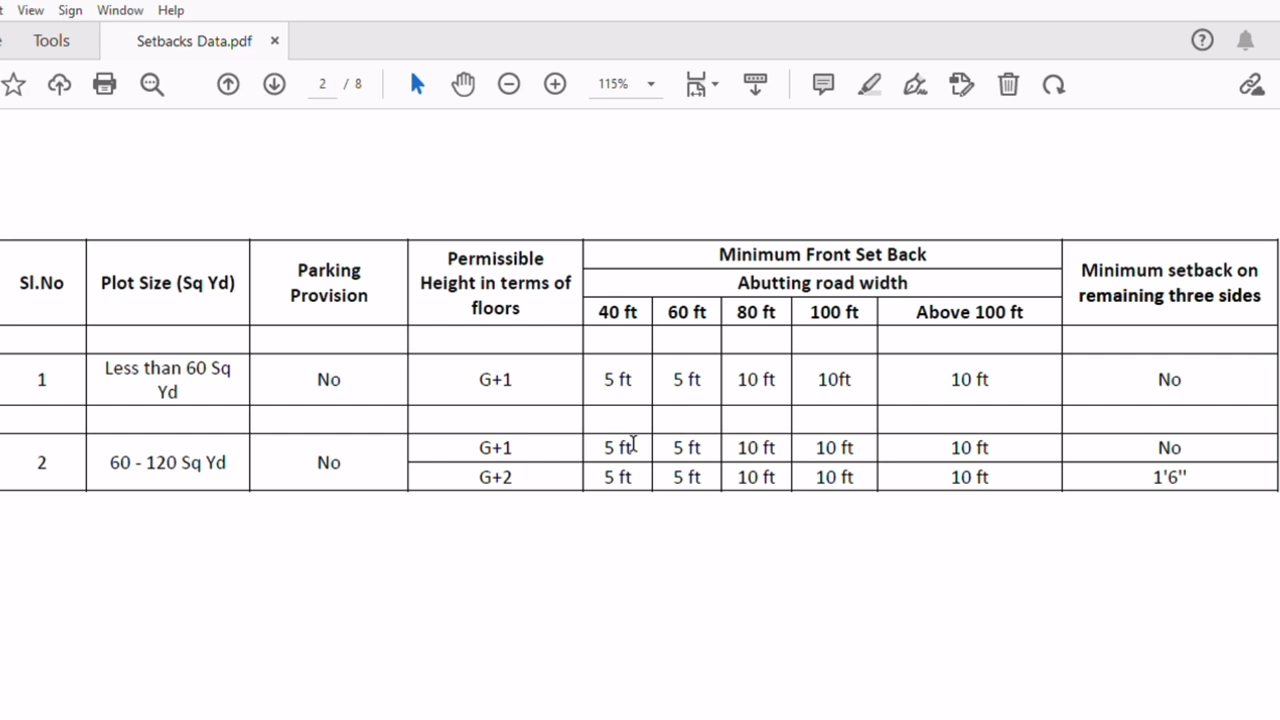 View Sign Window Help
Tools
Setbacks Data.pdf ×
2 / 8
115%
Sl.No
Plot Size (Sq Yd)
Parking
Provision
Permissible
Height in terms of
floors
Minimum Front Set Back
Abutting road width
40 ft 60 ft 80 ft 100 ft Above 100 ft
Minimum setback on
remaining three sides
1
Less than 60 Sq
Yd
No G+1 5 ft 5 ft 10 ft 10ft 10 ft No
2 60 - 120 Sq Yd No
G+1 5 ft 5 ft 10 ft 10 ft 10 ft No
G+2 5 ft 5 ft 10 ft 10 ft 10 ft 1'6"